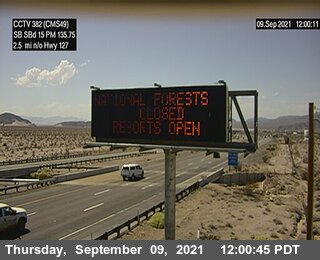 CCTV 382 (CMS49)
SB SBd 15 PM 135.75
2.5 mi n/o Hwy 127
09.Sep 2021 12:00:11
NATIONAL FORESTS
CLOSED
RESORTS OPEN
Thursday, September 09, 2021 12:00:45 PDT